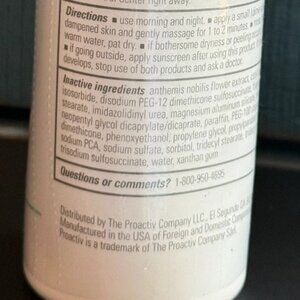 Center right away.
Directions ■ use morning and night. ■ apply a small
dampened skin and gently massage for 1 to 2 minutes
warm water, pat dry. ■ if bothersome dryness or peeling
■ if going outside, apply sunscreen after using this product.
develops, stop use of both products and ask a doctor.
Inactive ingredients anthemis nobilis flower extract,
isosorbide, disodium PEG-12 dimethicone sulfosuccinate,
stearate, imidazolidinyl urea, magnesium aluminum
neopentyl glycol dicaprylate/dicaprate, paraffin, PEG-100
dimethicone, phenoxyethanol, propylene glycol,
sodium PCA, sodium sulfate, sorbitol, tridecyl stearate,
trisodium sulfosuccinate, water, xanthan gum
Questions or comments? 1-800-950-4695
Distributed by The Proactiv Company LLC., El Segundo CA
Manufactured in the USA of Foreign and Domestic
Proactiv is a trademark of The Proactiv Company Sàrl.